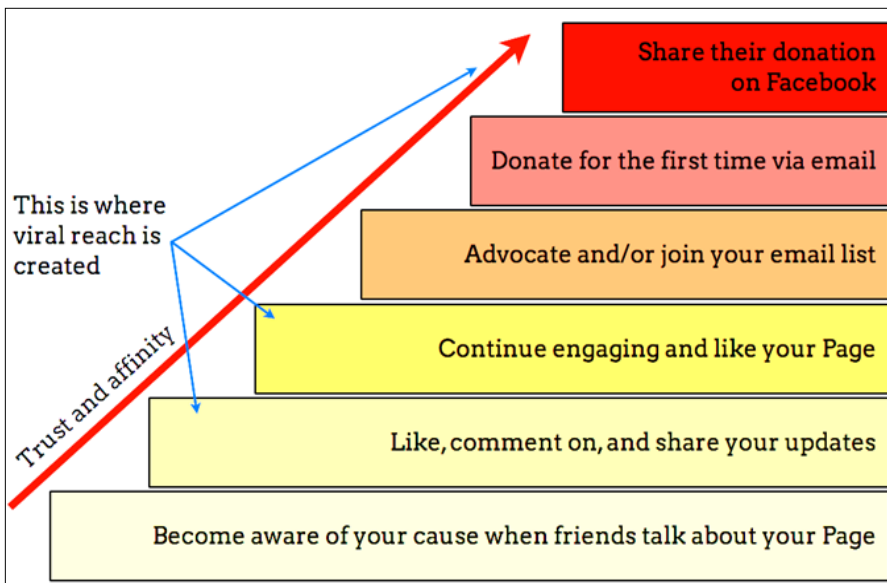 Share their donation
on Facebook
Donate for the first time via email
This is where
viral reach is
created
Advocate and/or join your email list
Continue engaging and like your Page
Trust and affinity
Like, comment on, and share your updates
Become aware of your cause when friends talk about your Page